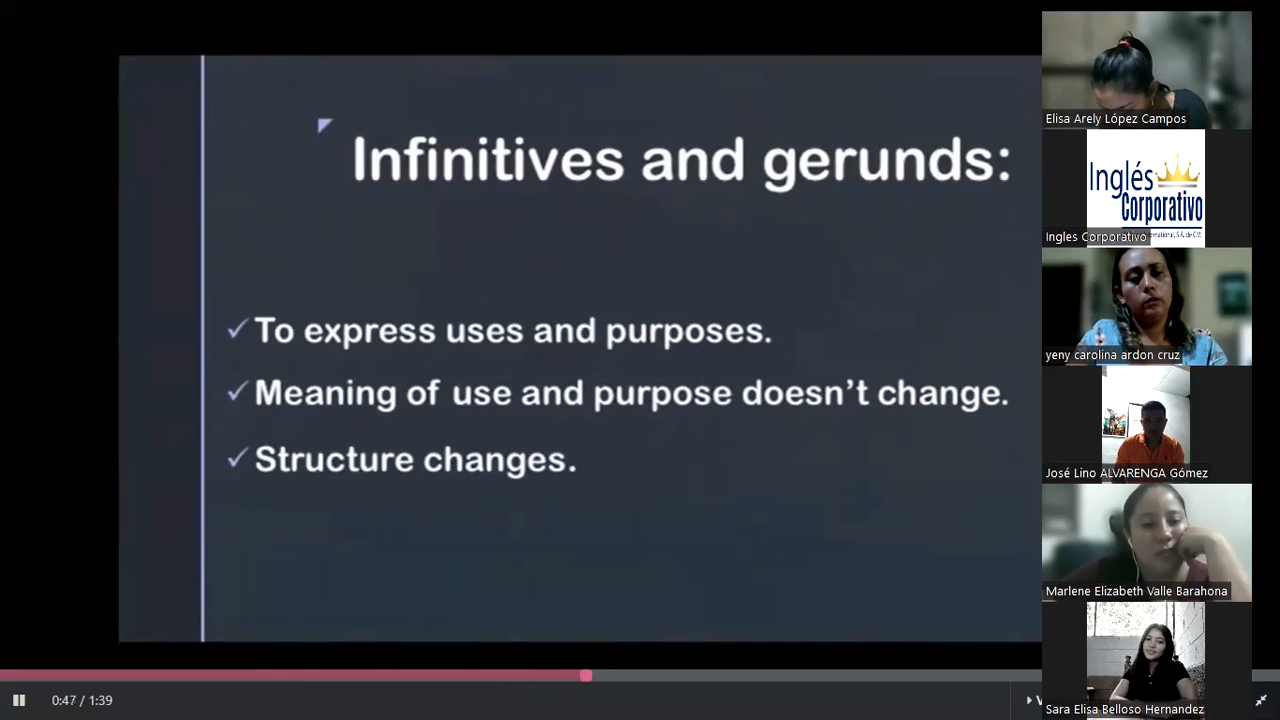 Infinitives and gerunds:
To express uses and purposes.
Meaning of use and purpose doesn't change.
Structure changes.
0:47 / 1:39
Elisa Arely López Campos
Inglés
Corporativo
Ingles Corporativo
yeny carolina ardon cruz
José Lino ALVARENGA Gómez
Marlene Elizabeth Valle Barahona
Sara Elisa Belloso Hernandez